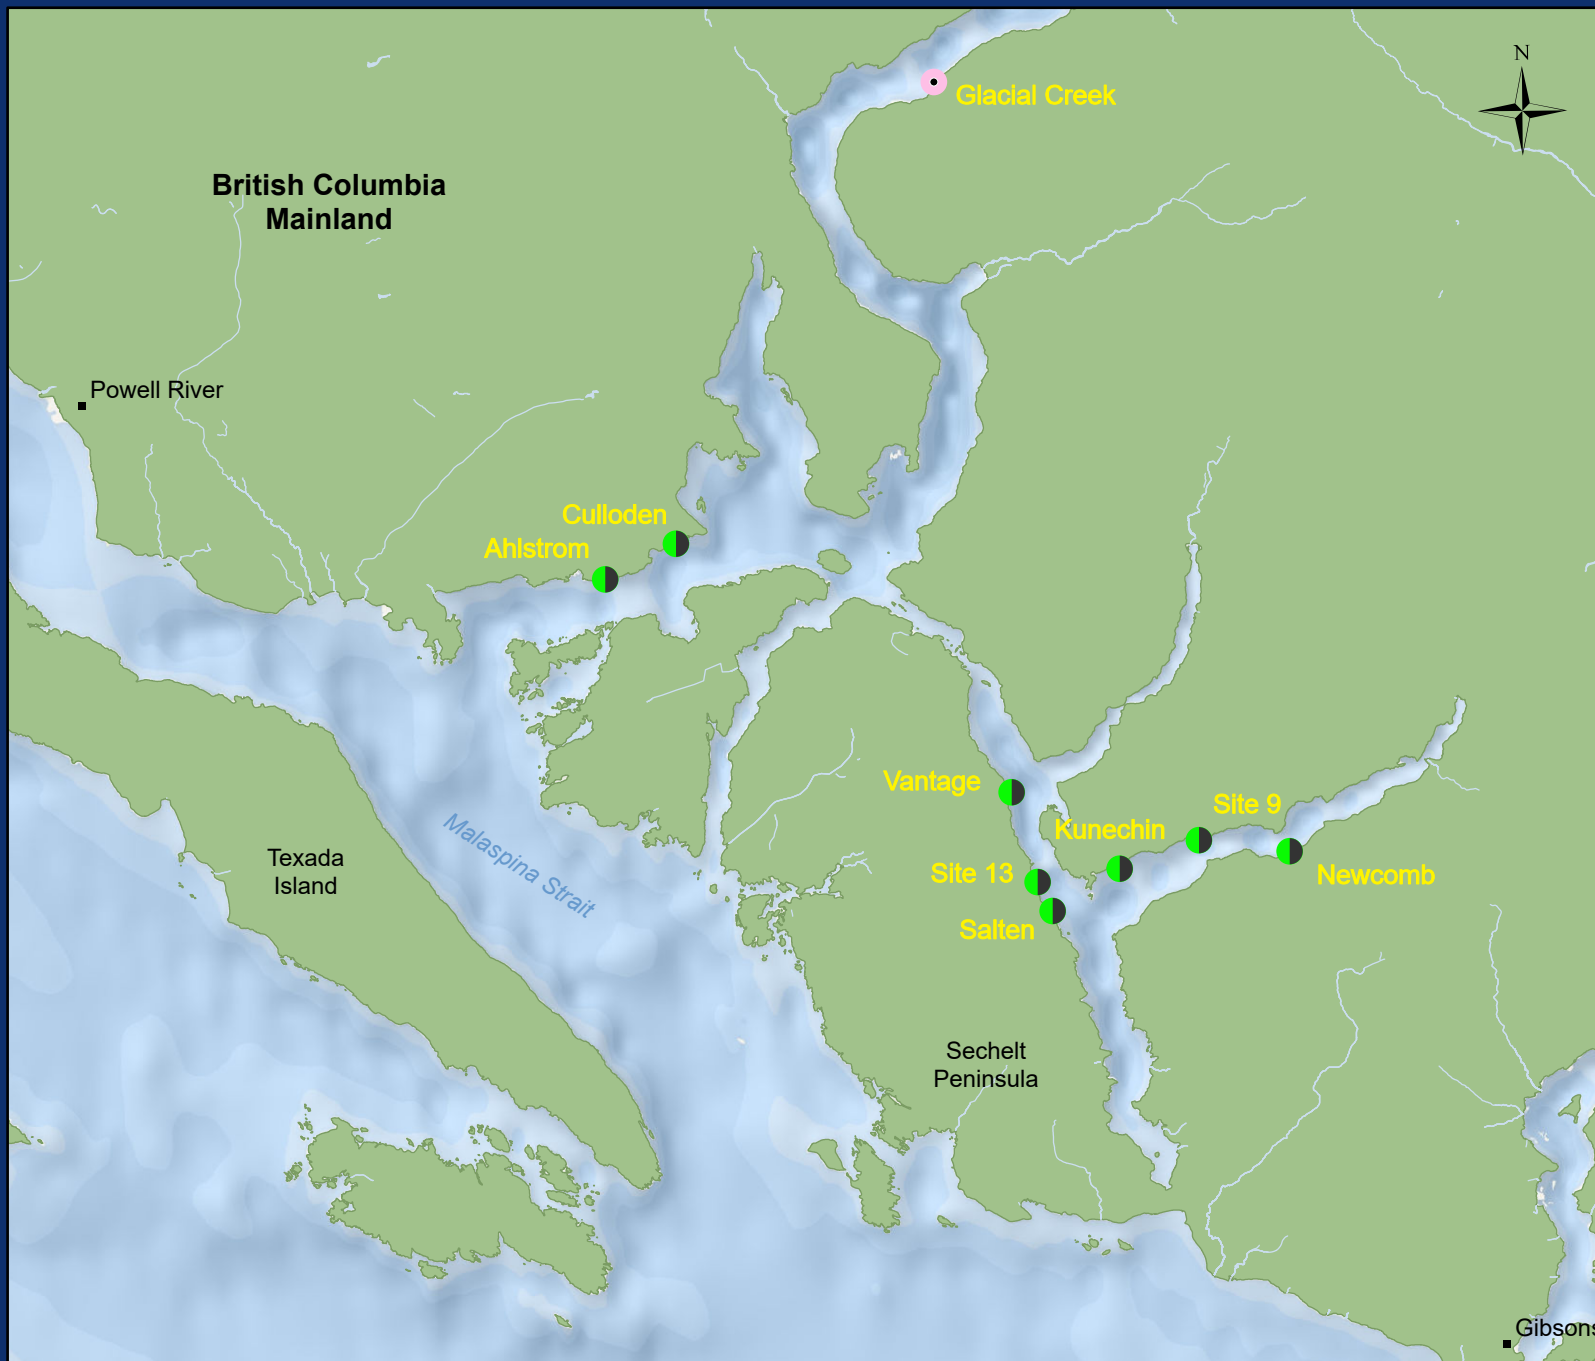 N
Glacial Creek
British Columbia
Mainland
Powell River
Culloden
Ahlstrom
Vantage
Site 9
Kunechin
Malaspina Strait
Texada
Island
Site 13
Newcomb
Salten
Sechelt
Peninsula
Gibsons